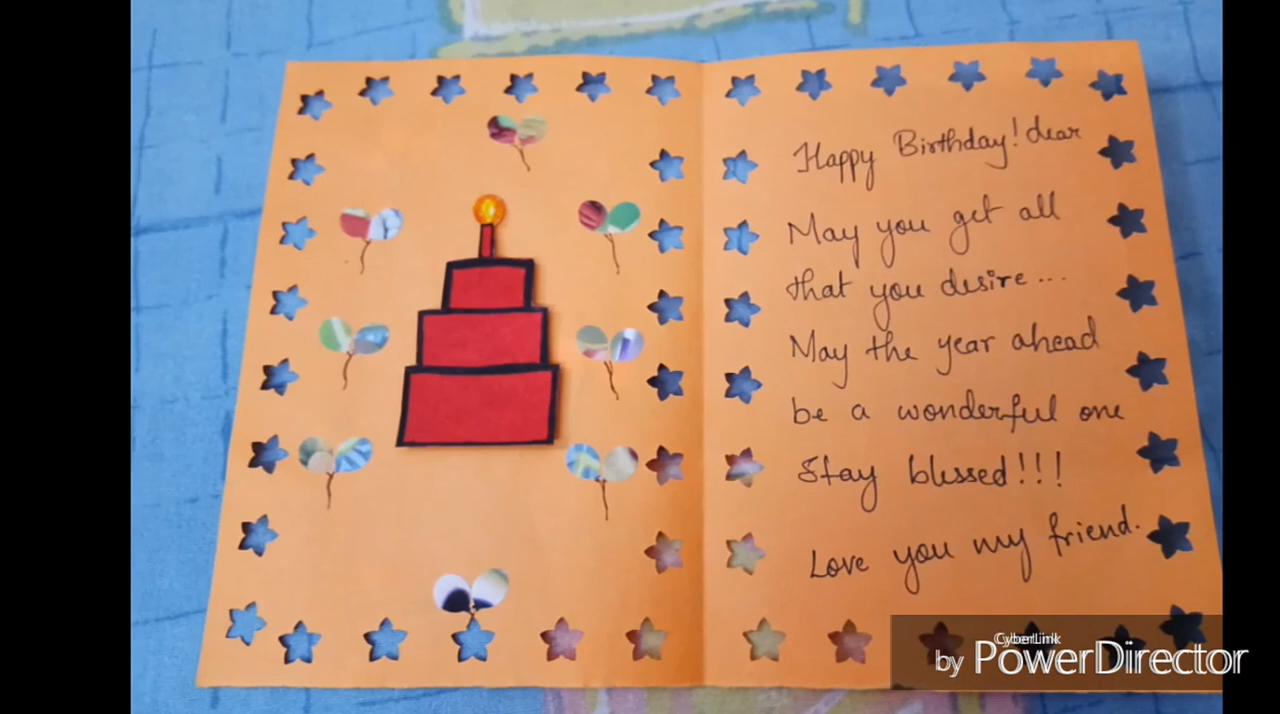 Happy Birthday! dear
May you get all
that you desire...
May the year ahead
be a wonderful one
Stay blessed!!!
Love you my friend.
CyberLink
by PowerDirector